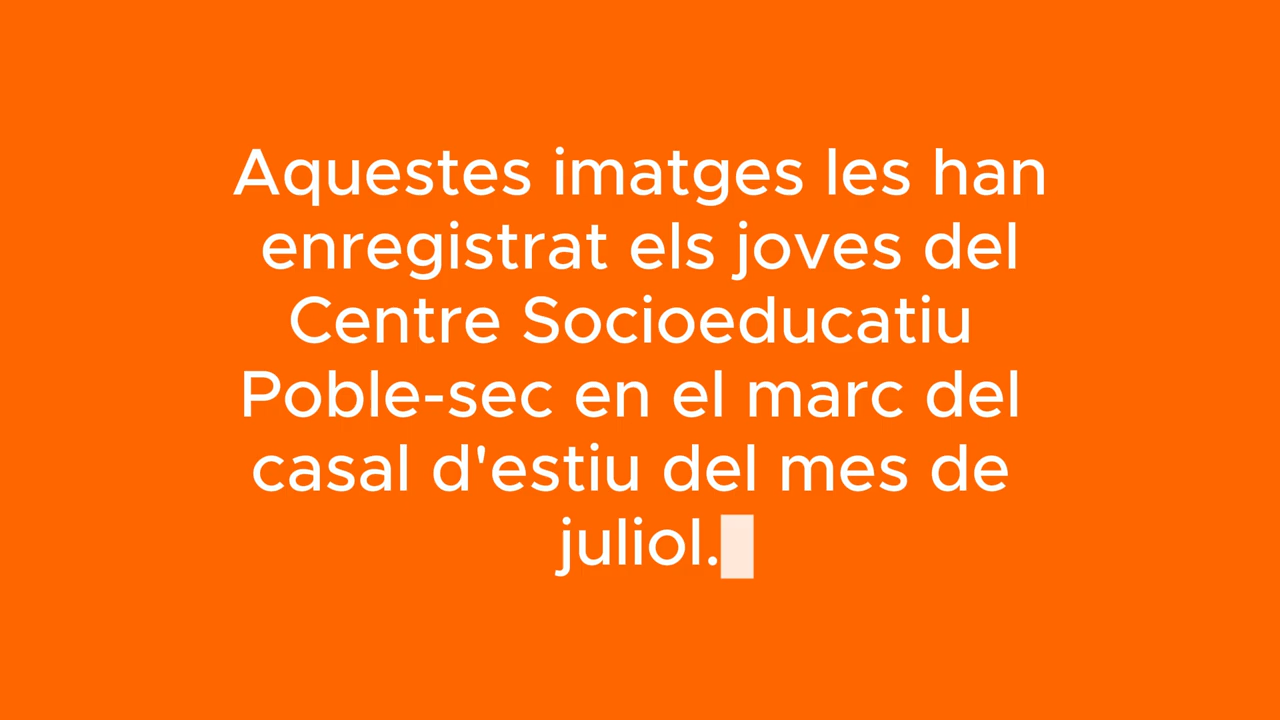 Aquestes imatges les han
enregistrat els joves del
Centre Socioeducatiu
Poble-sec en el marc del
casal d'estiu del mes de
juliol.